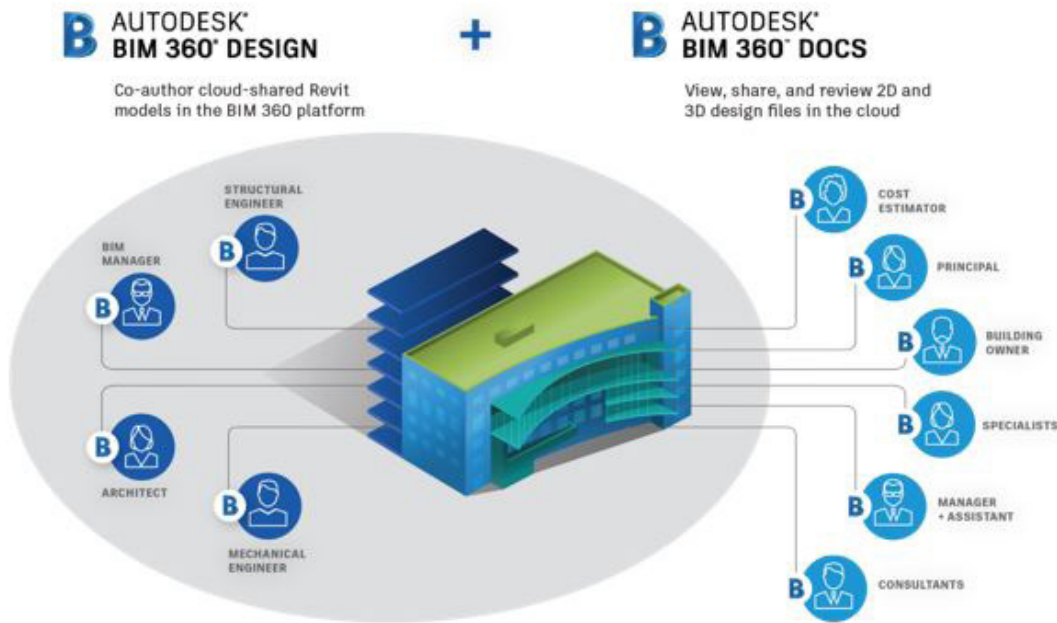 B AUTODESK®
BIM 360® DESIGN
+
B AUTODESK®
BIM 360™ DOCS
Co-author cloud-shared Revit
models in the BIM 360 platform
View, share, and review 2D and
3D design files in the cloud
STRUCTURAL
ENGINEER
B
BIM
MANAGER
B
B
ARCHITECT
B
MECHANICAL
ENGINEER
B
COST
ESTIMATOR
B
PRINCIPAL
B
BUILDING
OWNER
B
SPECIALISTS
B
MANAGER
+ ASSISTANT
B
CONSULTANTS